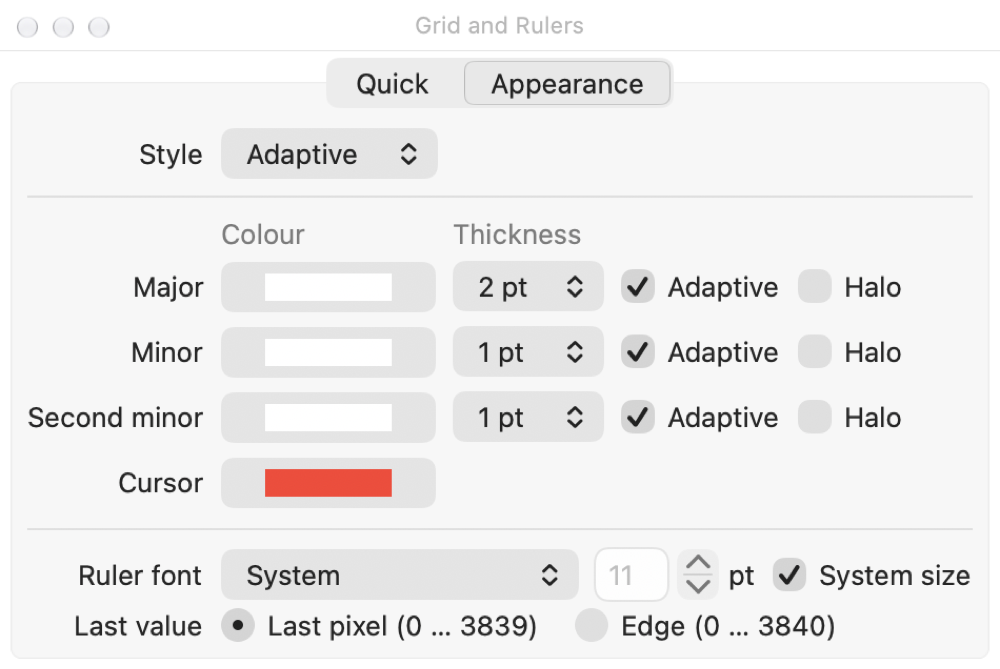 Grid and Rulers
Quick Appearance
Style Adaptive
Colour Thickness
Major 2 pt Adaptive Halo
Minor 1 pt Adaptive Halo
Second minor 1 pt Adaptive Halo
Cursor
Ruler font System 11 pt System size
Last value Last pixel (0 ... 3839) Edge (0 ... 3840)